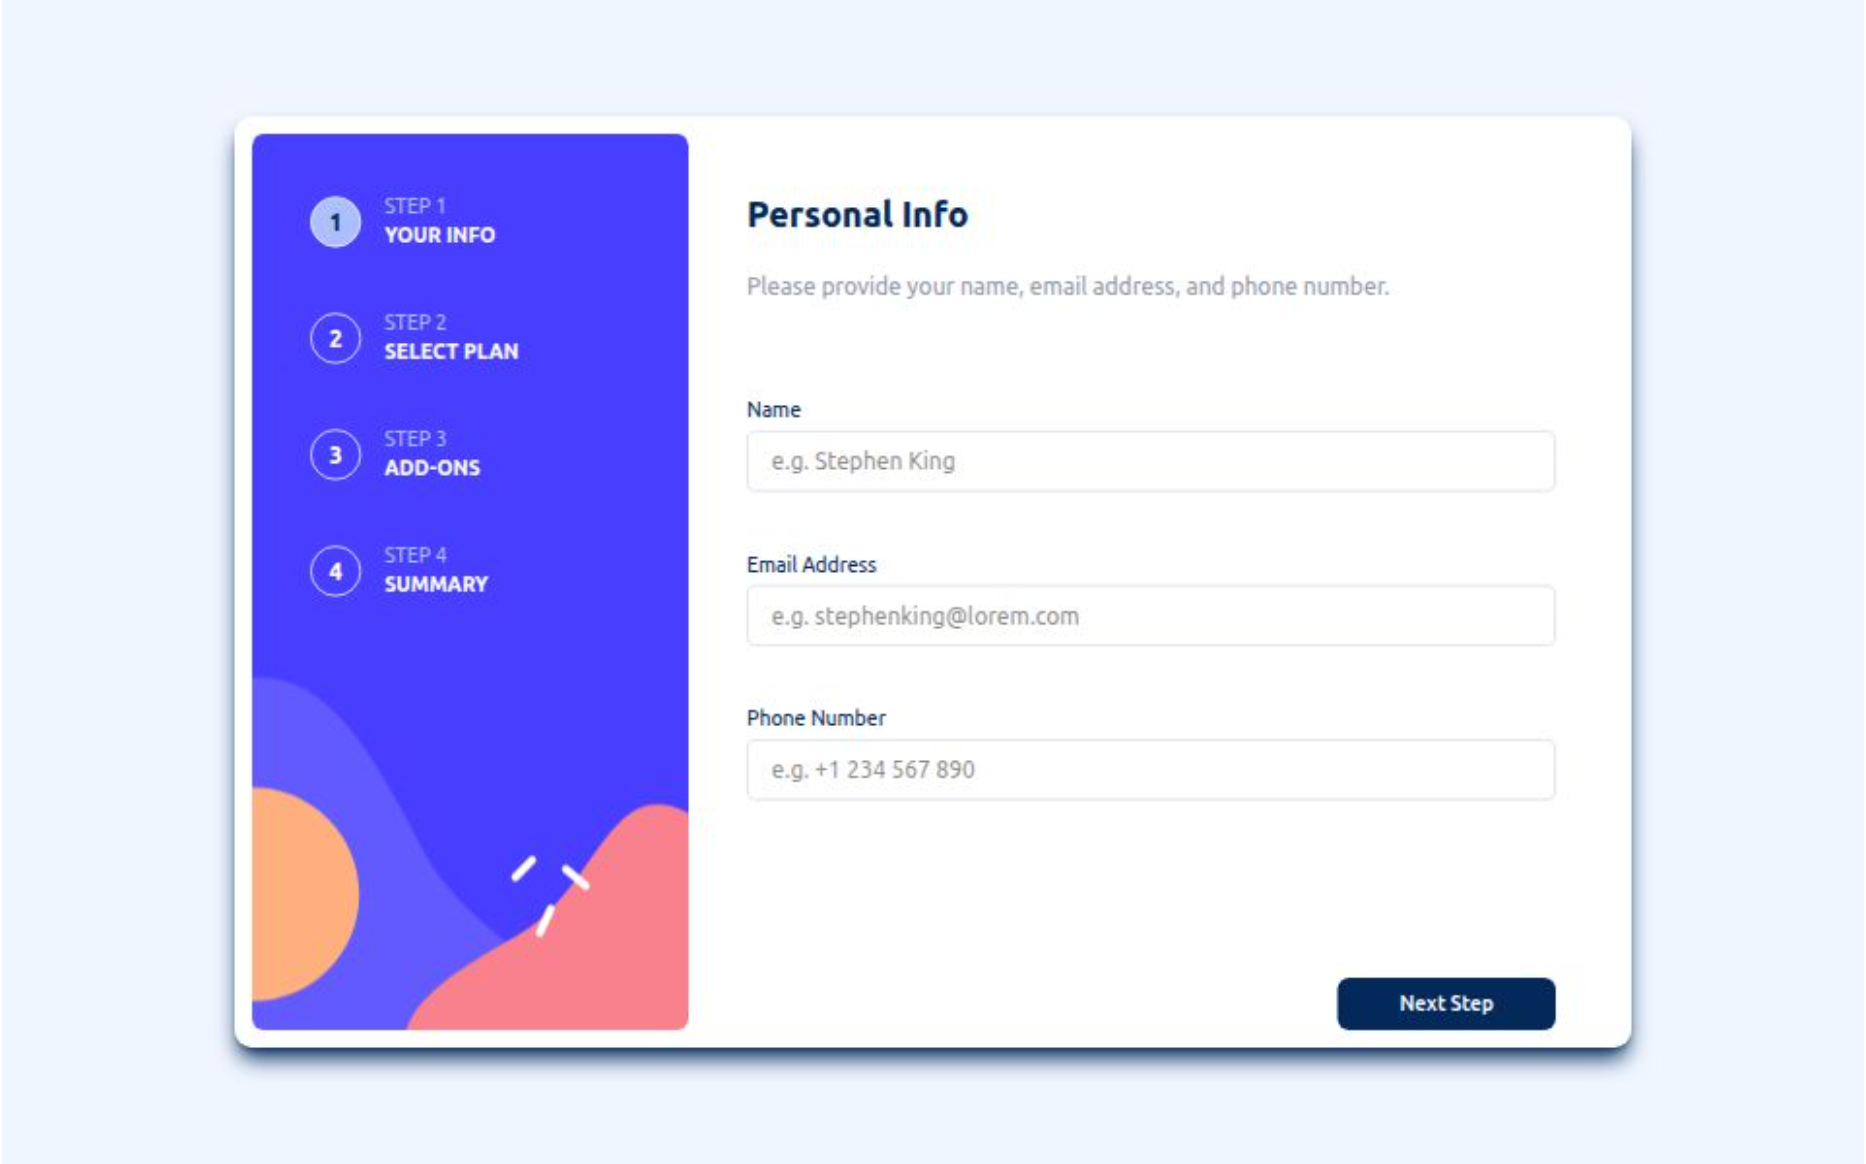 1
STEP 1
YOUR INFO
2
STEP 2
SELECT PLAN
3
STEP 3
ADD-ONS
4
STEP 4
SUMMARY
Personal Info
Please provide your name, email address, and phone number.
Name
e.g. Stephen King
Email Address
e.g. stephenking@lorem.com
Phone Number
e.g. +1 234 567 890
Next Step